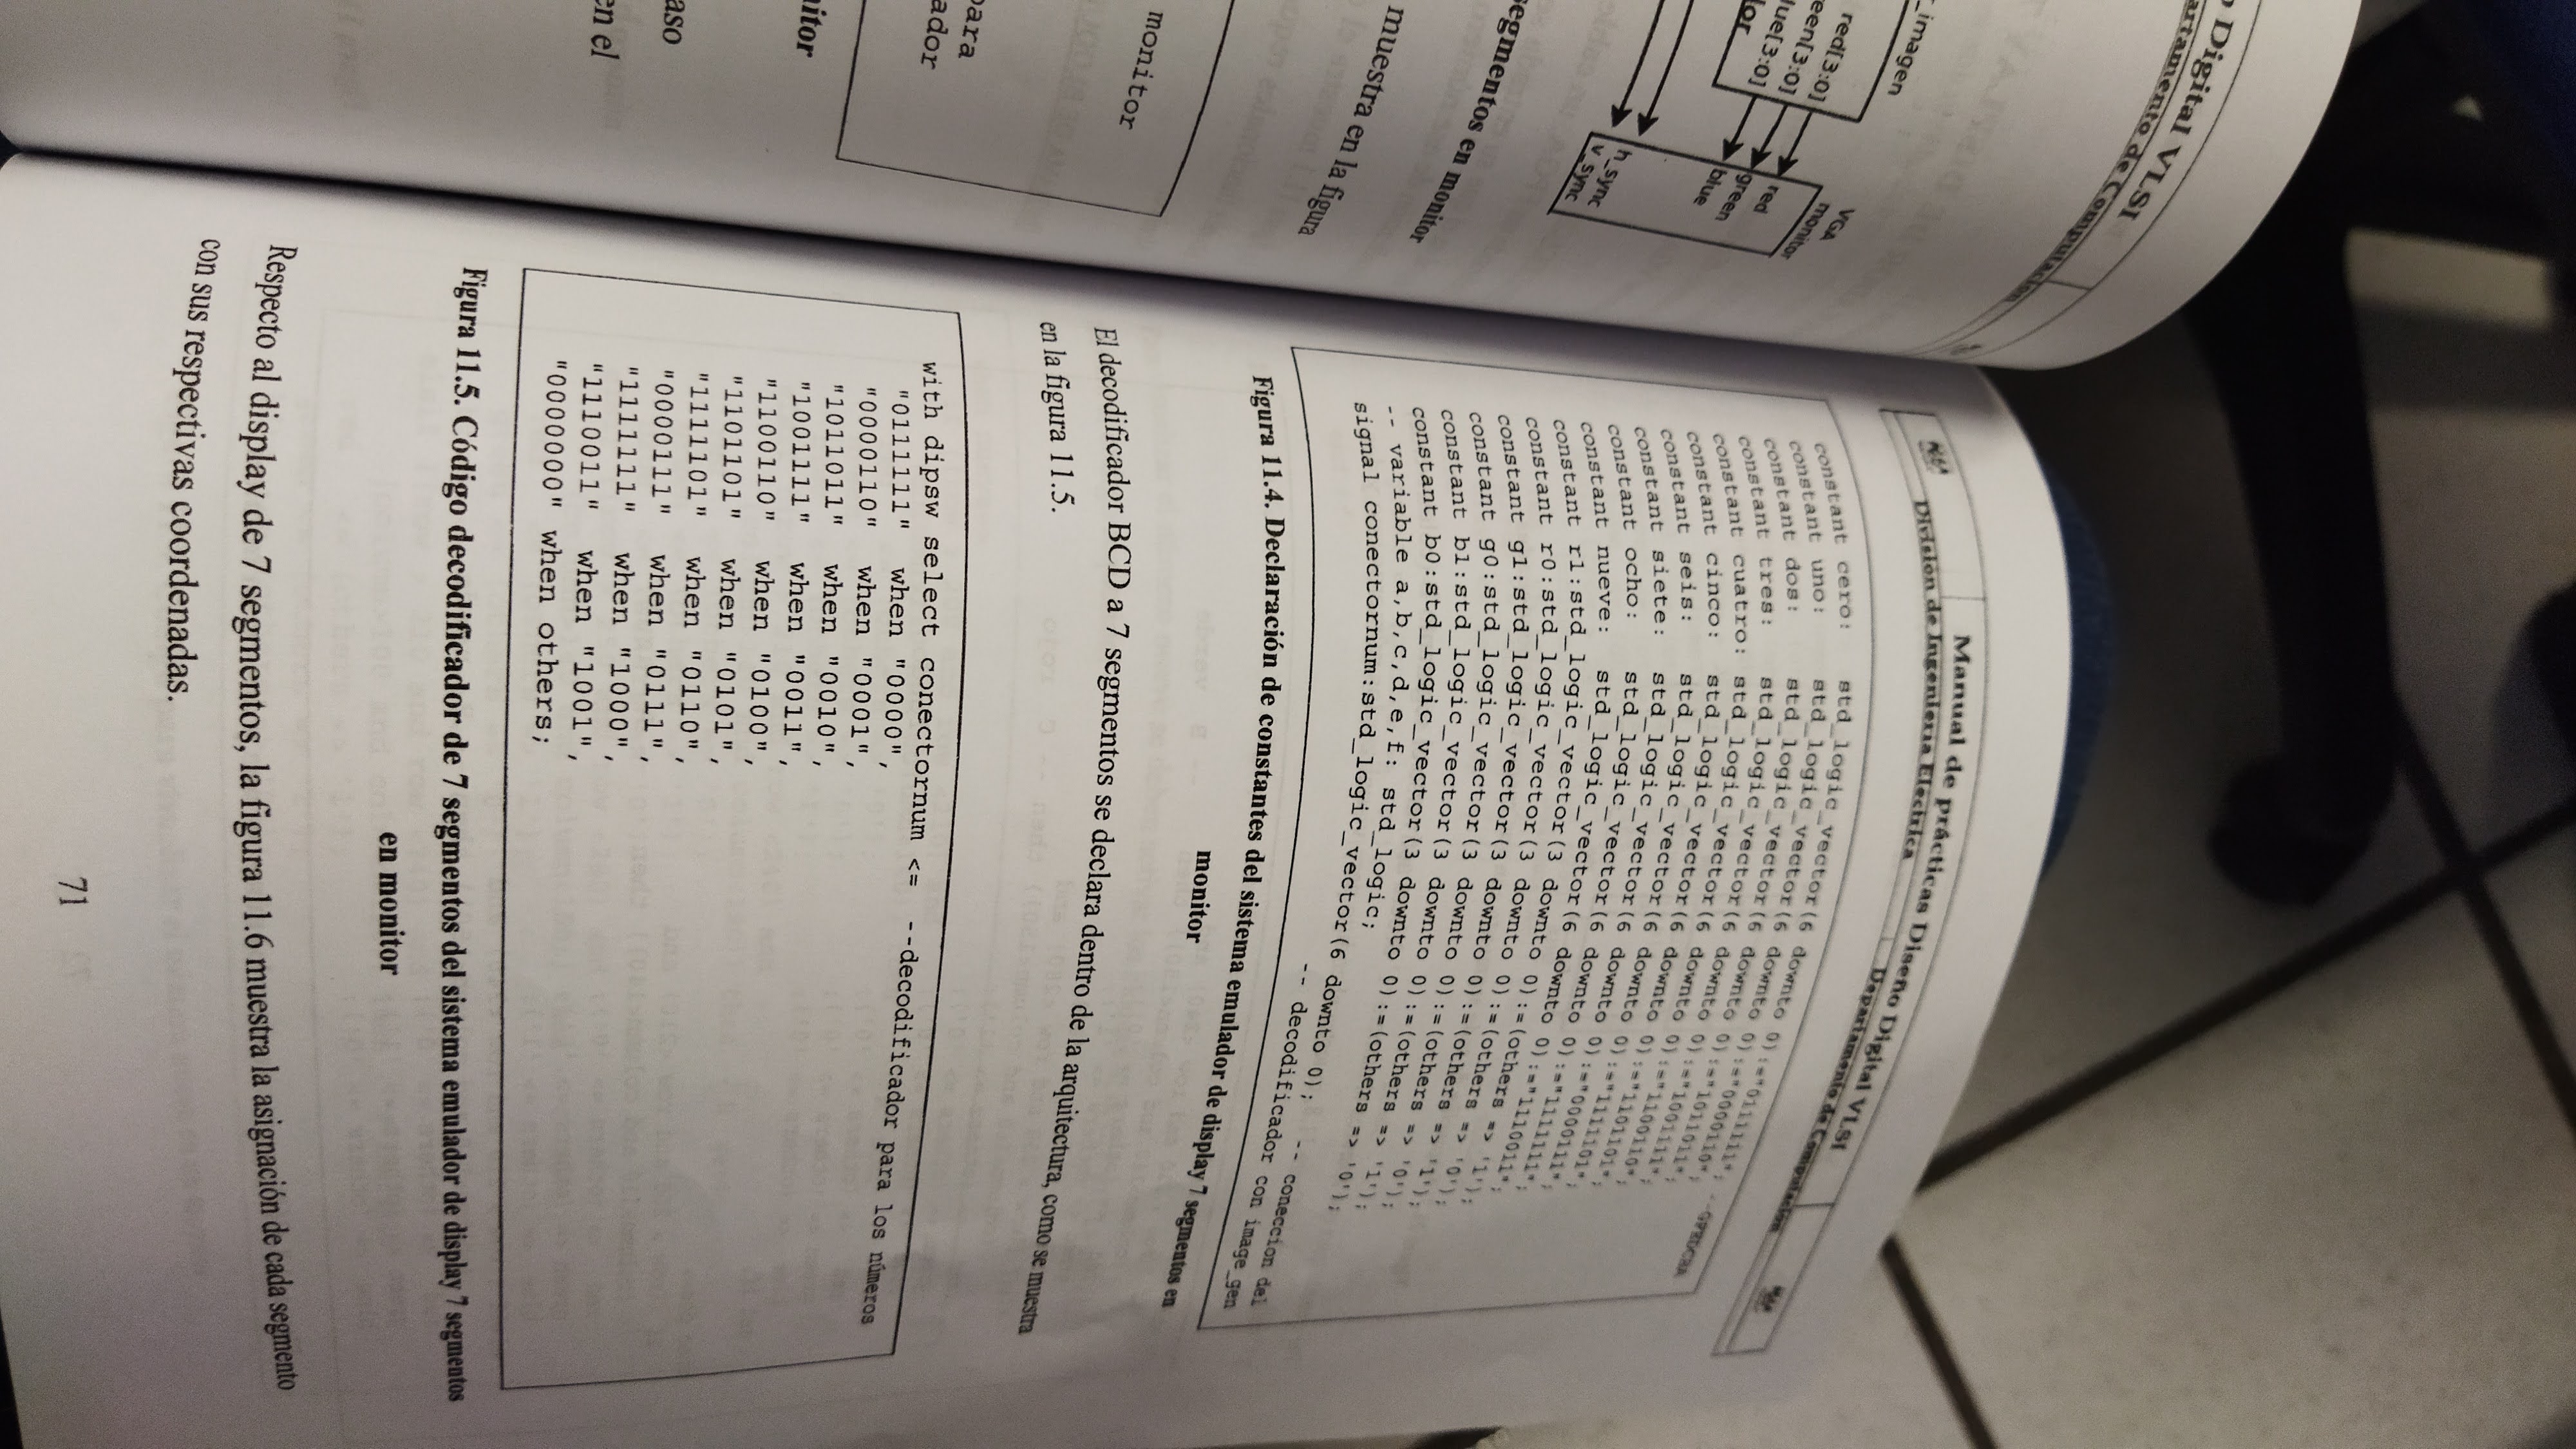 o Digital VLSI
artamento de Computación
_imagen
red[3:0]
een[3:0]
lue[3:0]
dor
VGA
monitor
red
green
blue
h_sync
v_sync
segmentos en monitor
muestra en la figura
monitor
para
ador
nitor
aso
en el
Manual de prácticas Diseño Digital VLSI
División de Ingeniería Eléctrica
Departamento de Computación
constant cero: std_logic_vector(6 downto 0):="0111111"; --GFEDCBA
constant uno: std_logic_vector(6 downto 0):="0000110";
constant dos: std_logic_vector(6 downto 0):="1011011";
constant tres: std_logic_vector(6 downto 0):="1001111";
constant cuatro: std_logic_vector(6 downto 0):="1100110";
constant cinco: std_logic_vector(6 downto 0):="1101101";
constant seis: std_logic_vector(6 downto 0):="1111101";
constant siete: std_logic_vector(6 downto 0):="0000111";
constant ocho: std_logic_vector(6 downto 0):="1111111";
constant nueve: std_logic_vector(6 downto 0):="1110011";
constant r1:std_logic_vector(3 downto 0):=(others => '1');
constant r0:std_logic_vector(3 downto 0):=(others => '0');
constant g1:std_logic_vector(3 downto 0):=(others => '1');
constant g0:std_logic_vector(3 downto 0):=(others => '0');
constant b1:std_logic_vector(3 downto 0):=(others => '1');
constant b0:std_logic_vector(3 downto 0):=(others => '0');
-- variable a,b,c,d,e,f: std_logic;
signal conectornum:std_logic_vector(6 downto 0); -- coneccion del
-- decodificador con image_gen
Figura 11.4. Declaración de constantes del sistema emulador de display 7 segmentos en
monitor
El decodificador BCD a 7 segmentos se declara dentro de la arquitectura, como se muestra
en la figura 11.5.
with dipsw select conectornum <= --decodificador para los números
"0111111" when "0000",
"0000110" when "0001",
"1011011" when "0010",
"1001111" when "0011",
"1100110" when "0100",
"1101101" when "0101",
"1111101" when "0110",
"0000111" when "0111",
"1111111" when "1000",
"1110011" when "1001",
"0000000" when others;
Figura 11.5. Código decodificador de 7 segmentos del sistema emulador de display 7 segmentos
en monitor
Respecto al display de 7 segmentos, la figura 11.6 muestra la asignación de cada segmento
con sus respectivas coordenadas.
71